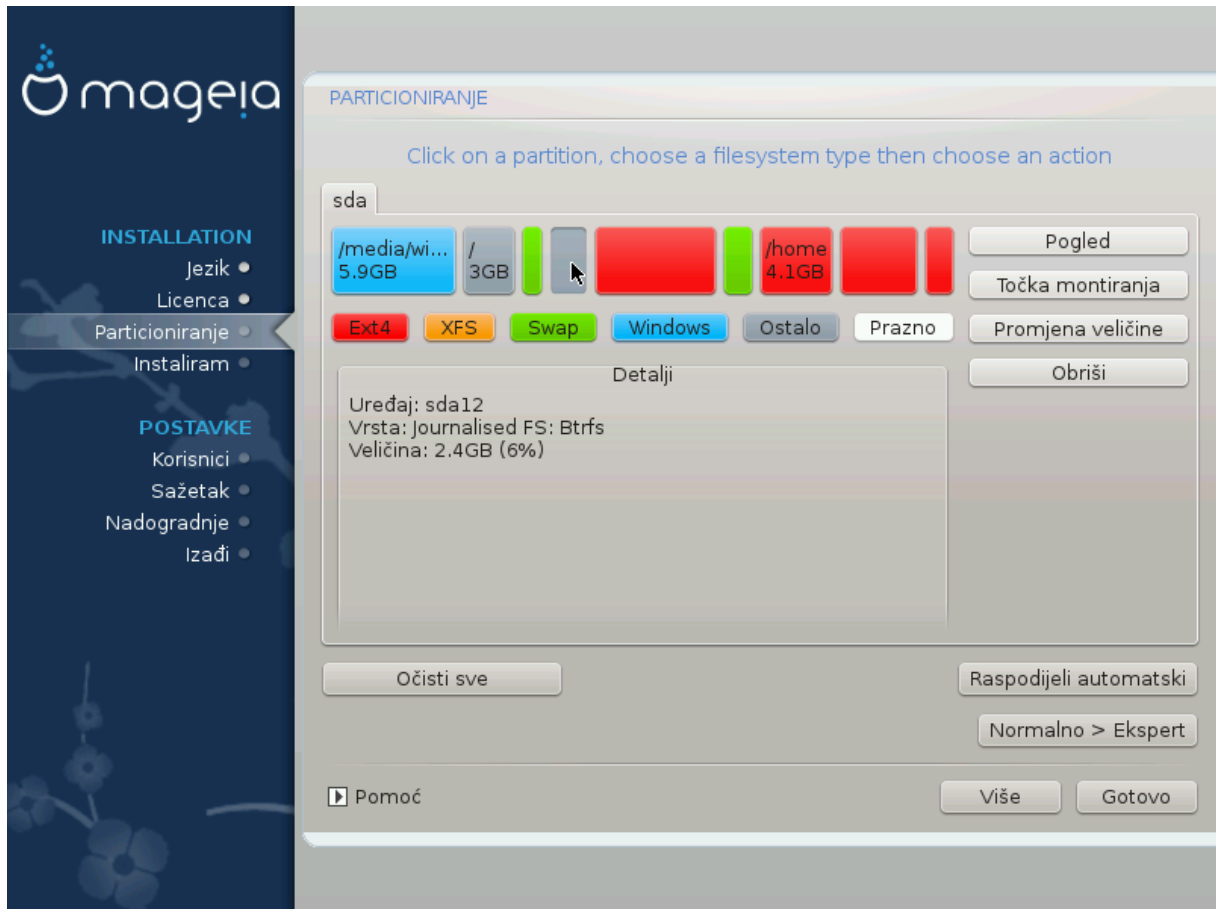 mageia
INSTALLATION
Jezik
Licenca
Particioniranje
Instaliram
POSTAVKE
Korisnici
Sažetak
Nadogradnje
Izađi
PARTICIONIRANJE
Click on a partition, choose a filesystem type then choose an action
sda
/media/wi...
5.9GB
/
3GB
/home
4.1GB
Ext4 XFS Swap Windows Ostalo Prazno
Detalji
Uređaj: sda12
Vrsta: Journalised FS: Btrfs
Veličina: 2.4GB (6%)
Pogled
Točka montiranja
Promjena veličine
Obriši
Očisti sve
Raspodijeli automatski
Normalno > Ekspert
Pomoć
Više
Gotovo